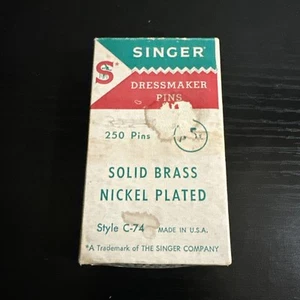 SINGER
S
DRESSMAKER
PINS
250 Pins
SOLID BRASS
NICKEL PLATED
Style C-74 MADE IN U.S.A.
*A Trademark of THE SINGER COMPANY